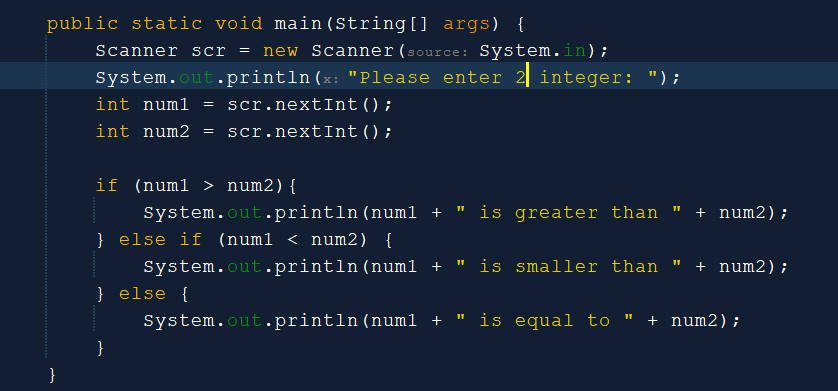 public static void main(String[] args) {
Scanner scr = new Scanner(source: System.in);
System.out.println(x: "Please enter 2 integer: ");
int num1 = scr.nextInt();
int num2 = scr.nextInt();
if (num1 > num2){
System.out.println(num1 + " is greater than " + num2);
} else if (num1 < num2) {
System.out.println(num1 + " is smaller than " + num2);
} else {
System.out.println(num1 + " is equal to " + num2);
}
}